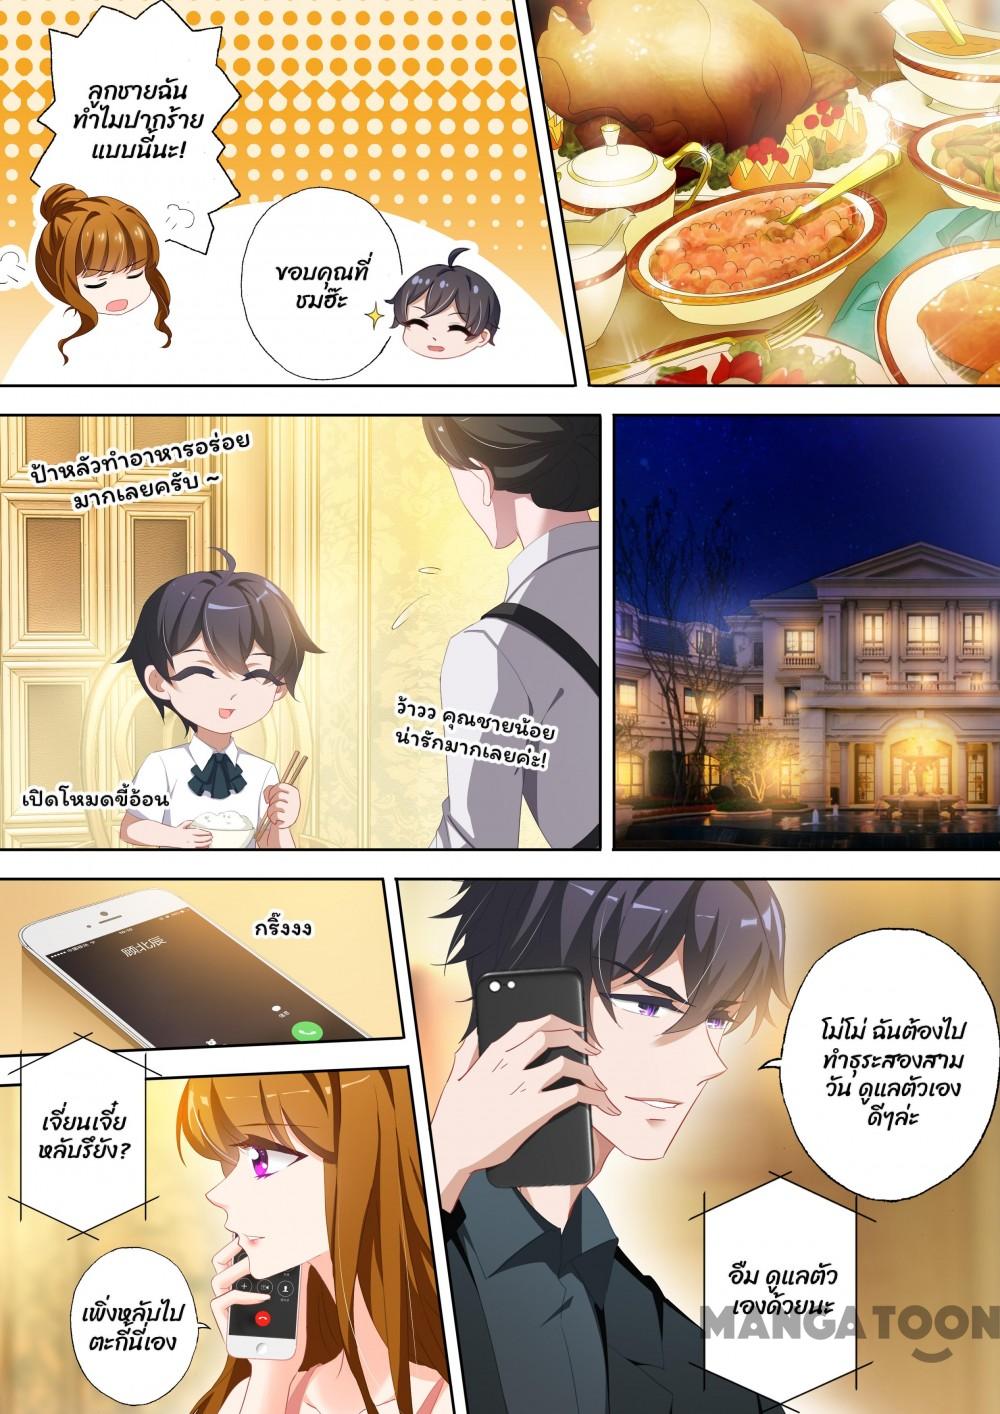 ลูกชายฉัน
ทำไมปากร้าย
แบบนี้นะ!
ขอบคุณที่
ชมฮ๊ะ
ป้าหลัวทำอาหารอร่อย
มากเลยครับ ~
ว้าวว คุณชายน้อย
น่ารักมากเลยค่ะ!
เปิดโหมดขี้อ้อน
顾北辰
กริ๊งงง
โม่โม่ ฉันต้องไป
ทำธุระสองสาม
วัน ดูแลตัวเอง
ดีๆล่ะ
เจี่ยนเจี๋ย
หลับรึยัง?
อืม ดูแลตัว
เองด้วยนะ
เพิ่งหลับไป
ตะกี้นี่เอง
MANGATOON